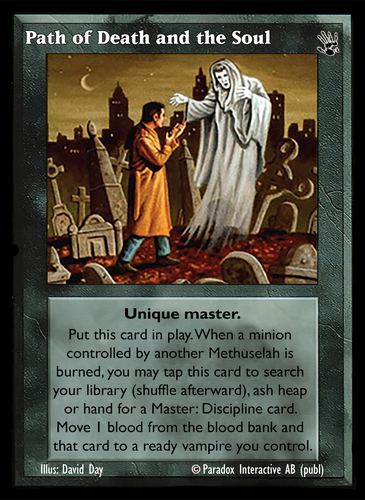 Path of Death and the Soul
Unique master.
Put this card in play. When a minion
controlled by another Methuselah is
burned, you may tap this card to search
your library (shuffle afterward), ash heap
or hand for a Master: Discipline card.
Move 1 blood from the blood bank and
that card to a ready vampire you control.
Illus: David Day © Paradox Interactive AB (publ)